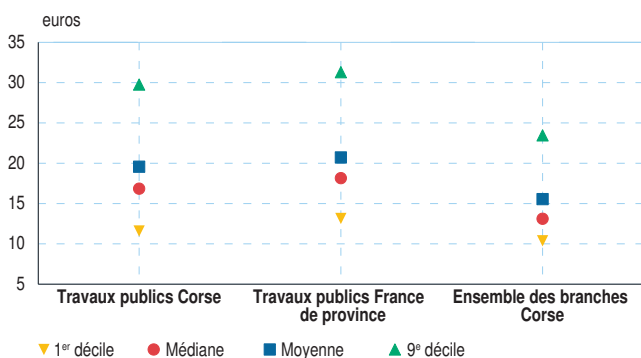 euros
35
30
25
20
15
10
5
Travaux publics Corse
Travaux publics France
de province
Ensemble des branches
Corse
1er décile
Médiane
Moyenne
9e décile